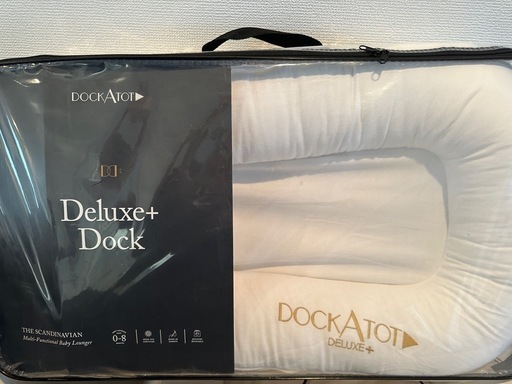 DOCKATOT
Deluxe+
Dock
THE SCANDINAVIAN
Multi-Functional Baby Lounger
0-8
DOCKATOT
DELUXE+